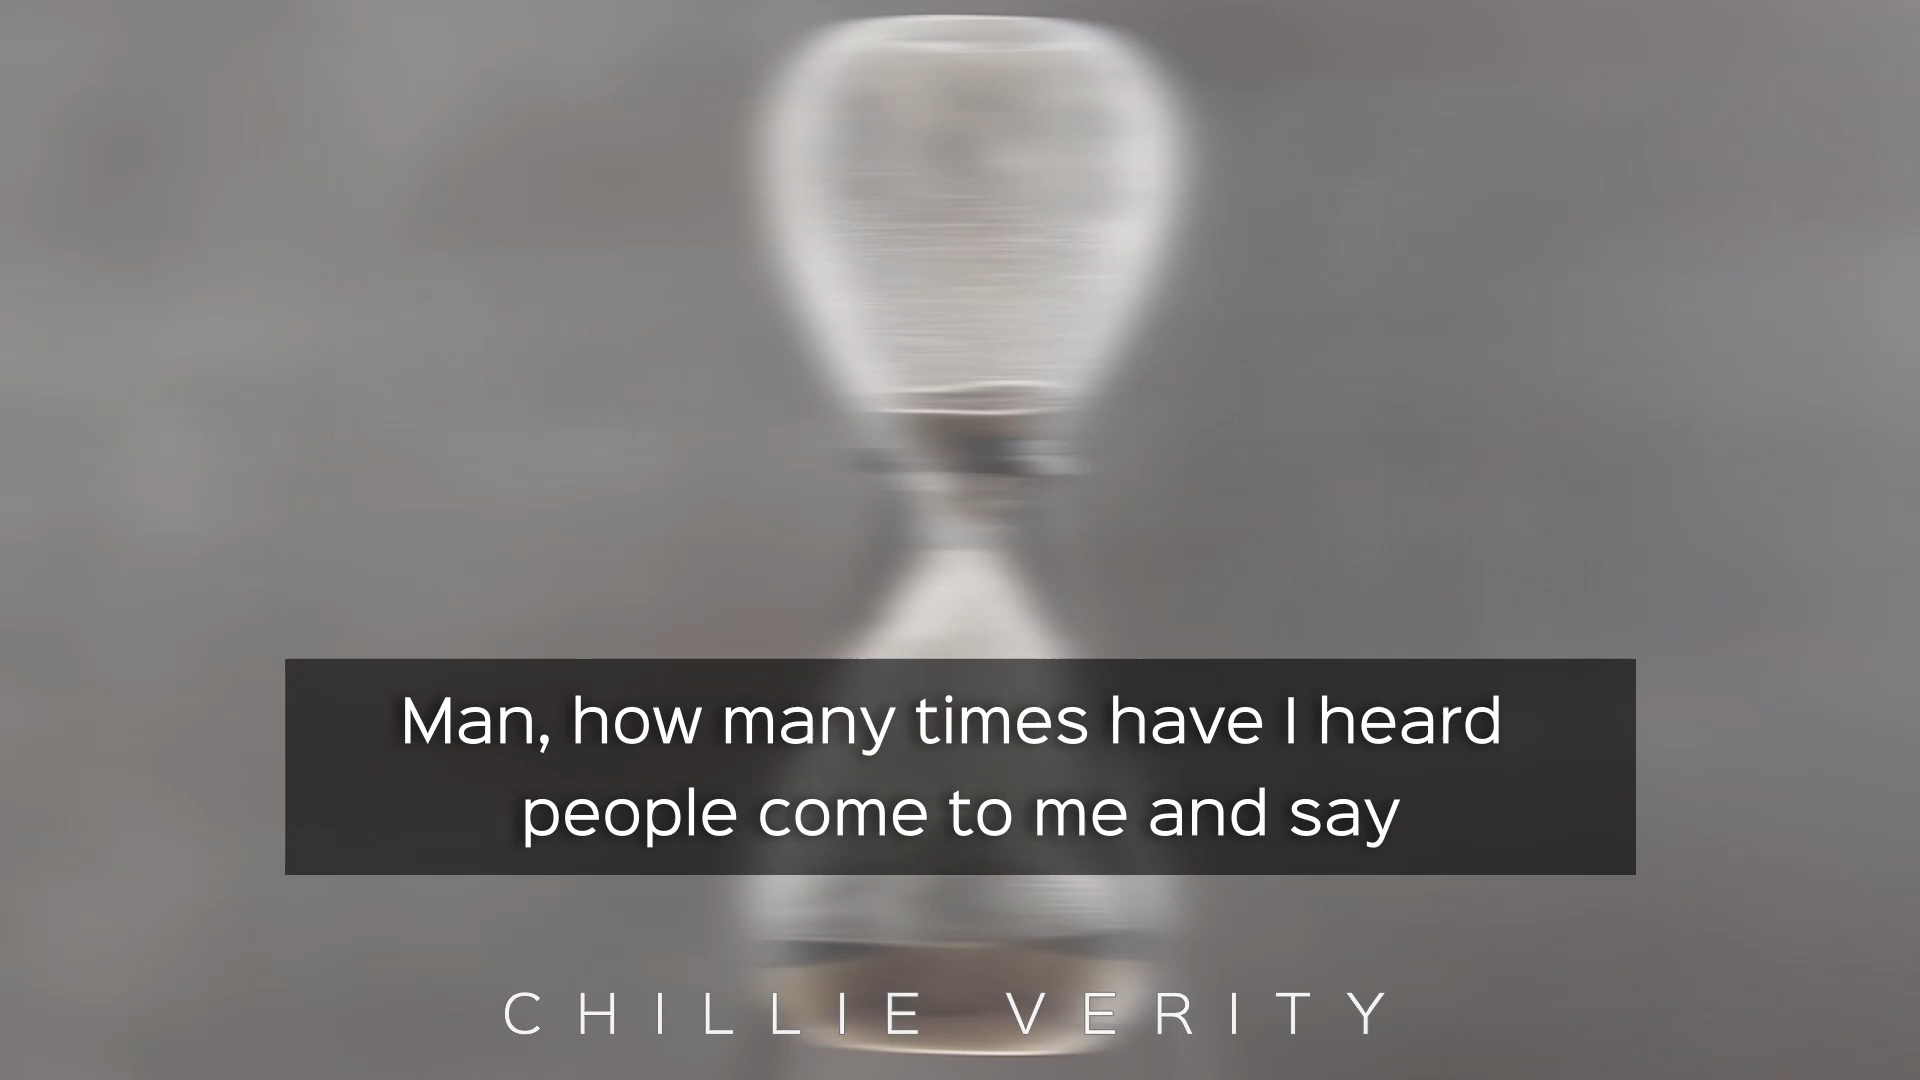 Man, how many times have I heard
people come to me and say
CHILLIE VERITY